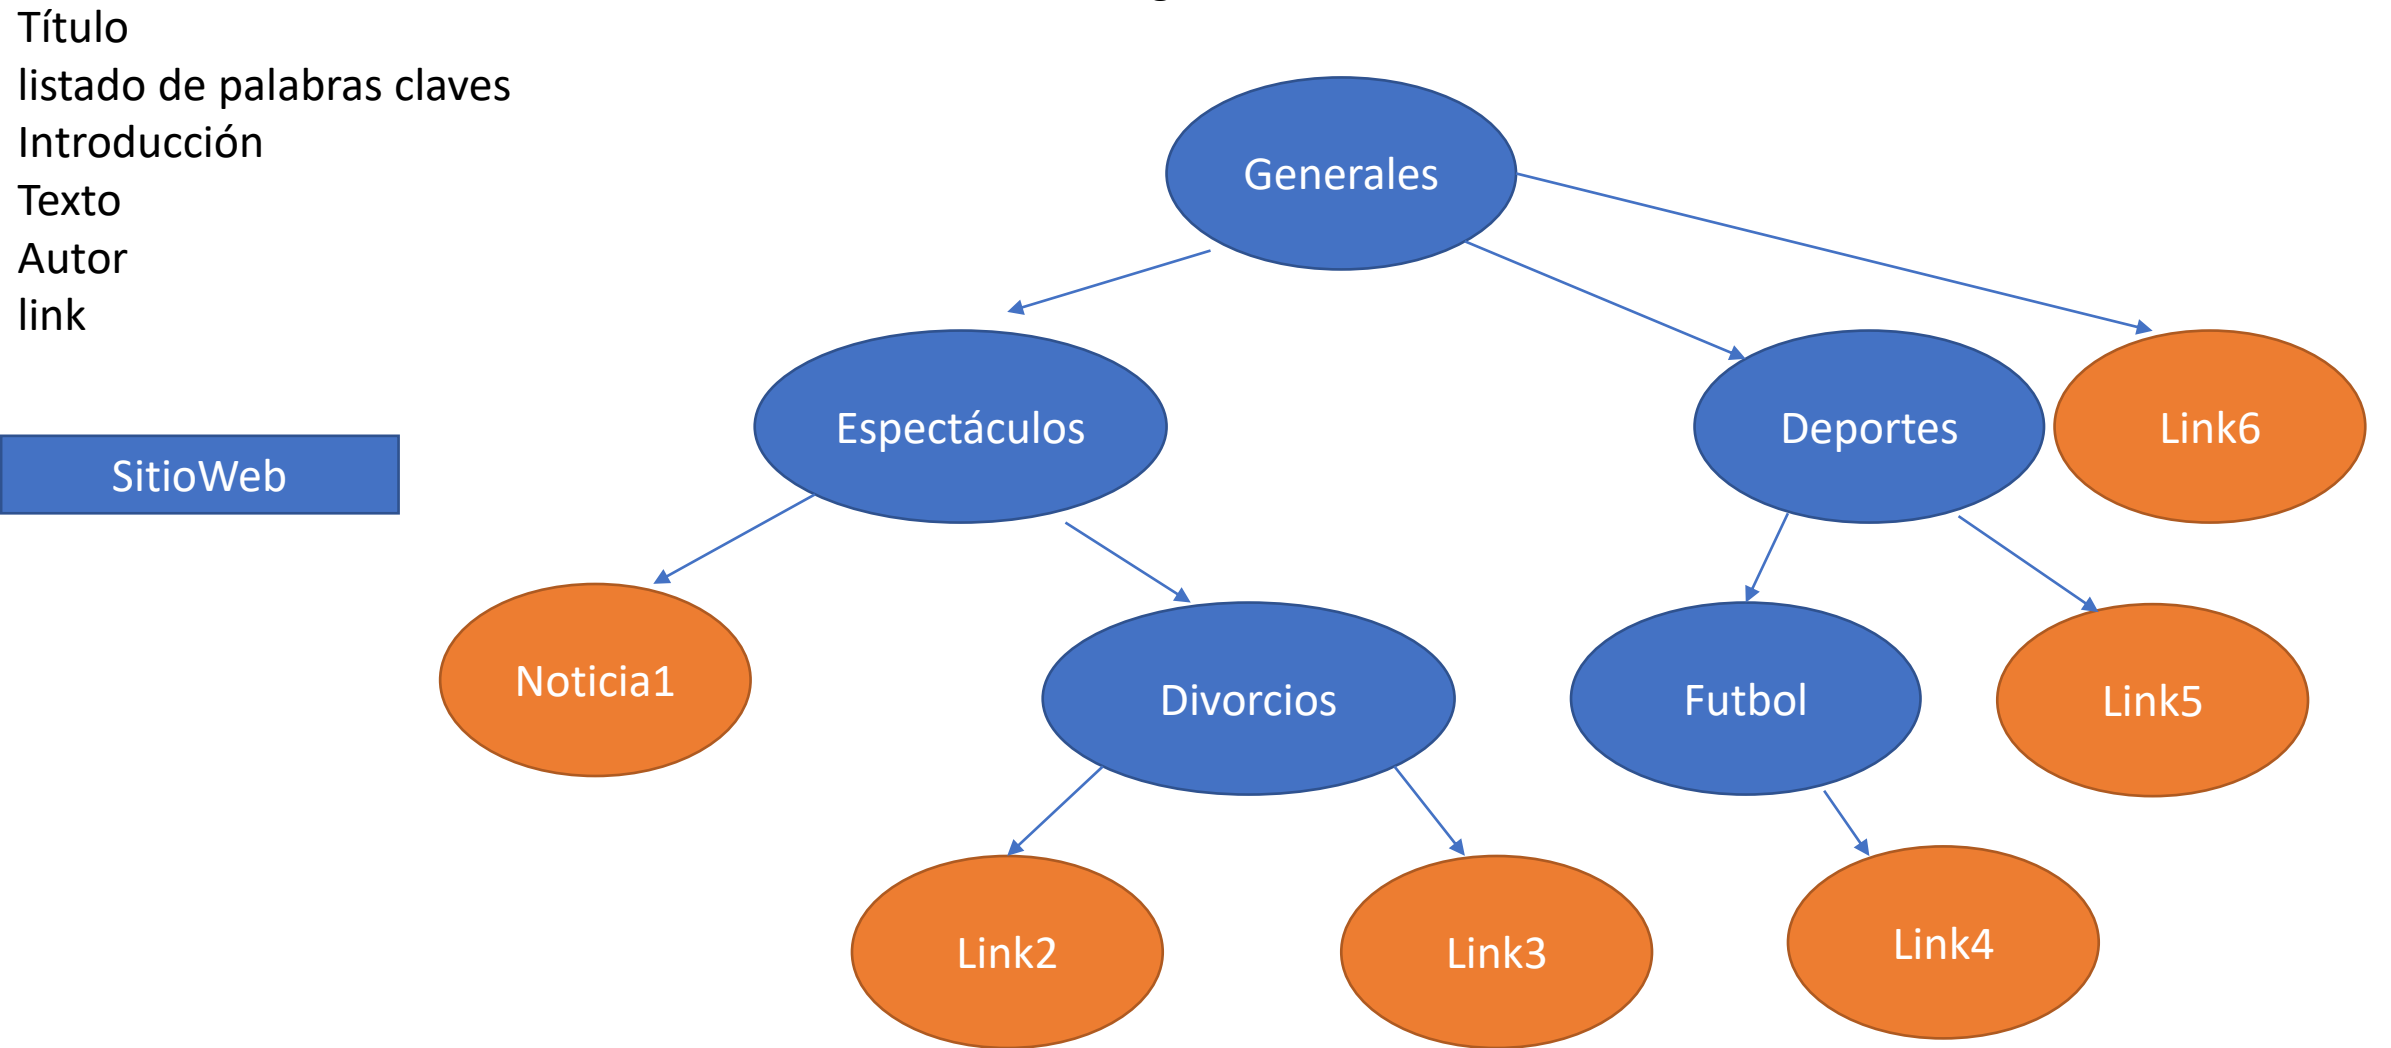 Título
listado de palabras claves
Introducción
Texto
Autor
link
SitioWeb
Generales
Espectáculos
Deportes
Link6
Noticia1
Divorcios
Futbol
Link5
Link2
Link3
Link4